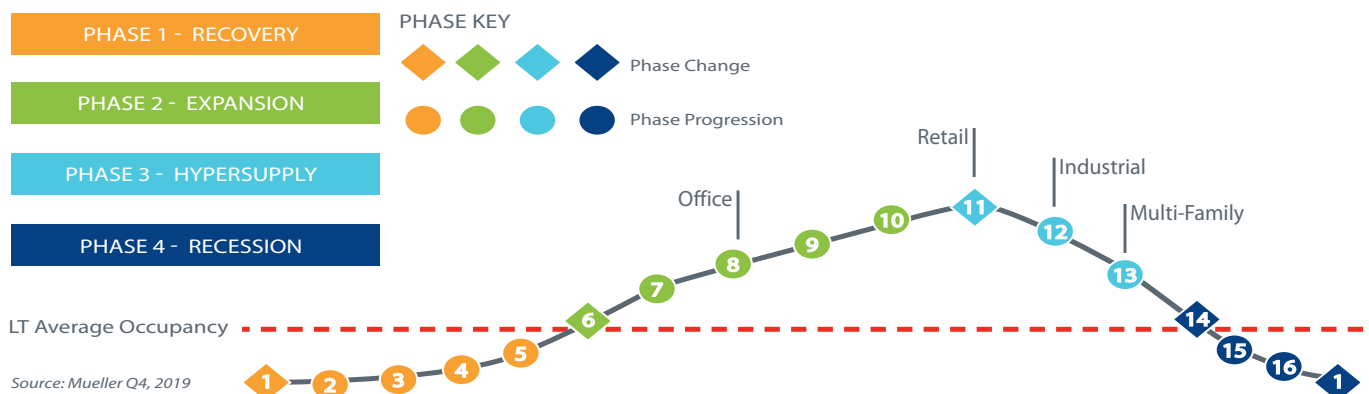 PHASE 1 - RECOVERY
PHASE 2 - EXPANSION
PHASE 3 - HYPERSUPPLY
PHASE 4 - RECESSION
PHASE KEY
Phase Change
Phase Progression
Retail
Industrial
Office
Multi-Family
11
10
12
9
8
13
7
6
14
LT Average Occupancy
5
15
4
16
3
2
1
1
Source: Mueller Q4, 2019